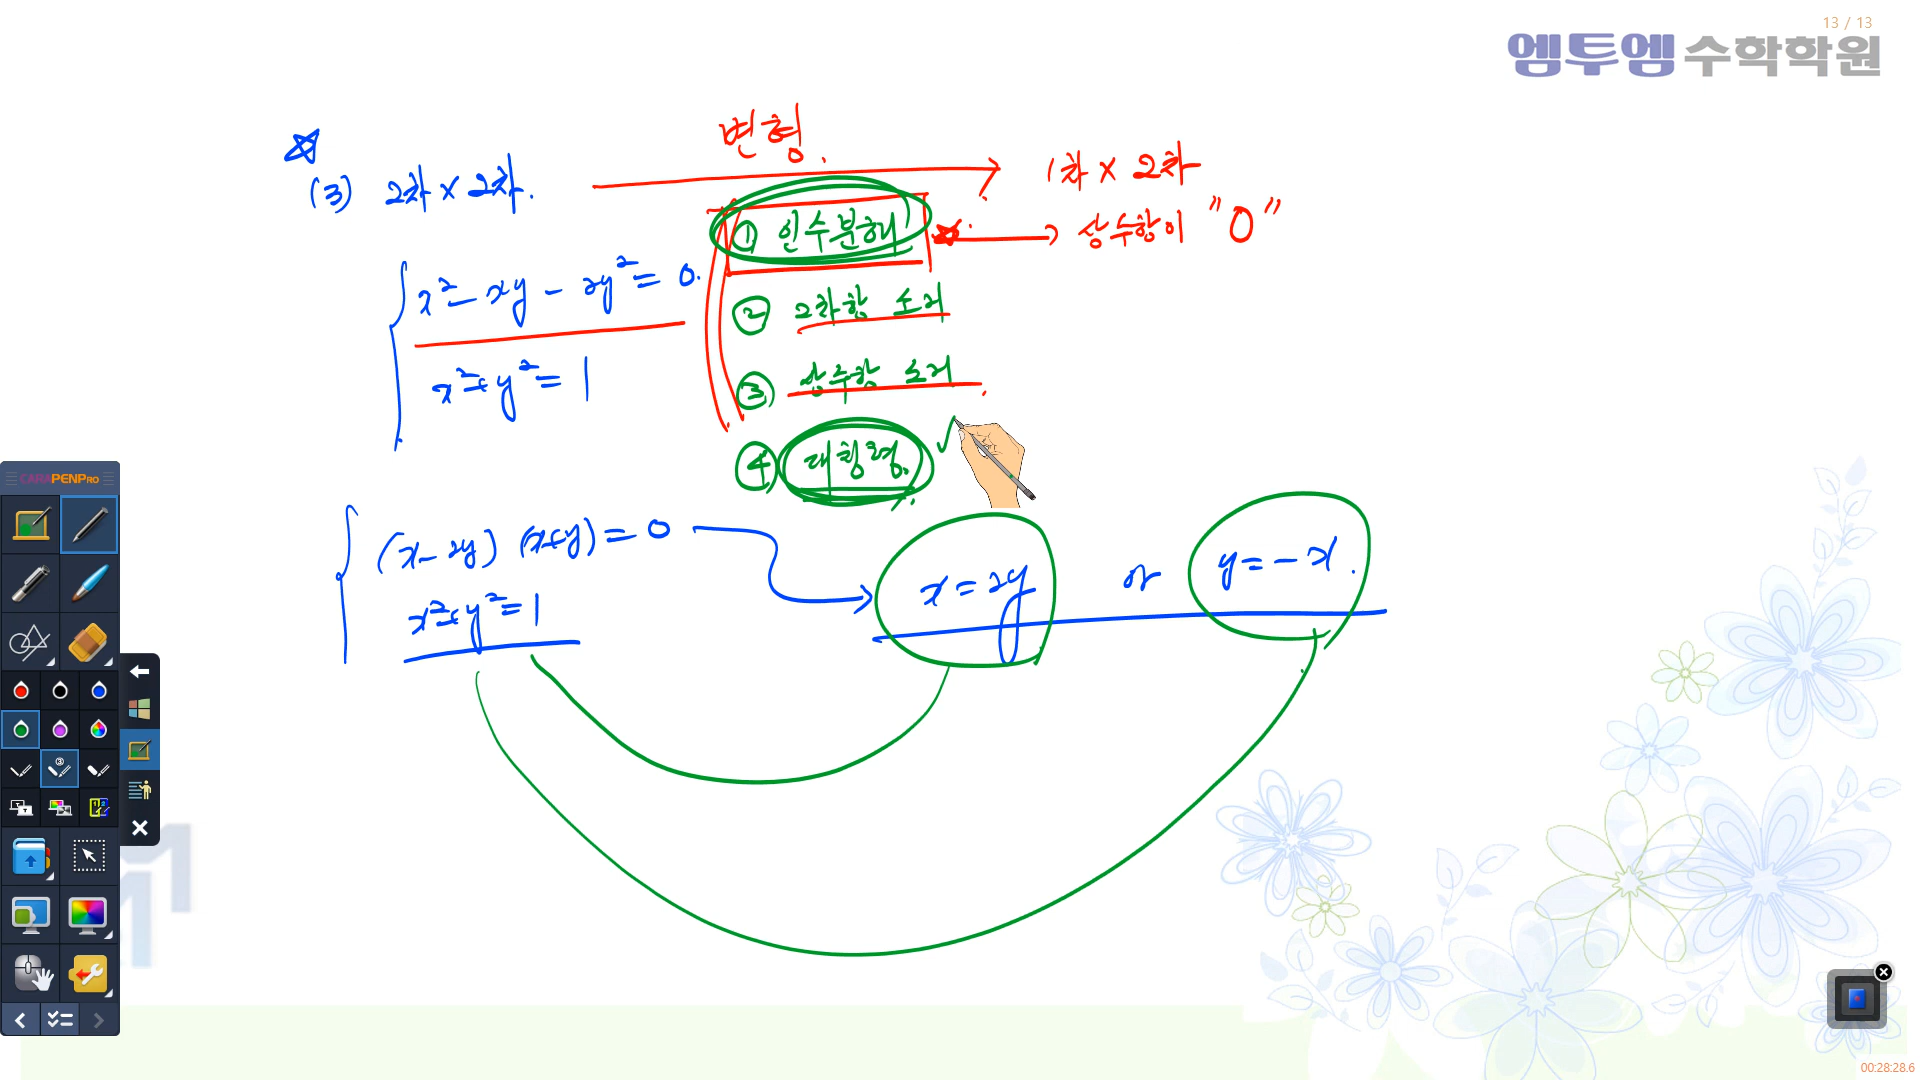 13 / 13
엠투엠수학학원
변형.
(3) 2차 × 2차.
1차 × 2차
① 인수분해
상수항이 "0"
x² - xy - 2y² = 0.
② 2차항 소거
x² + y² = 1
③ 상수항 소거
④ 대칭형.
CARAPENPRO
(x - 2y) (x + y) = 0
x = 2y or y = -x.
x² + y² = 1
00:28:28.6